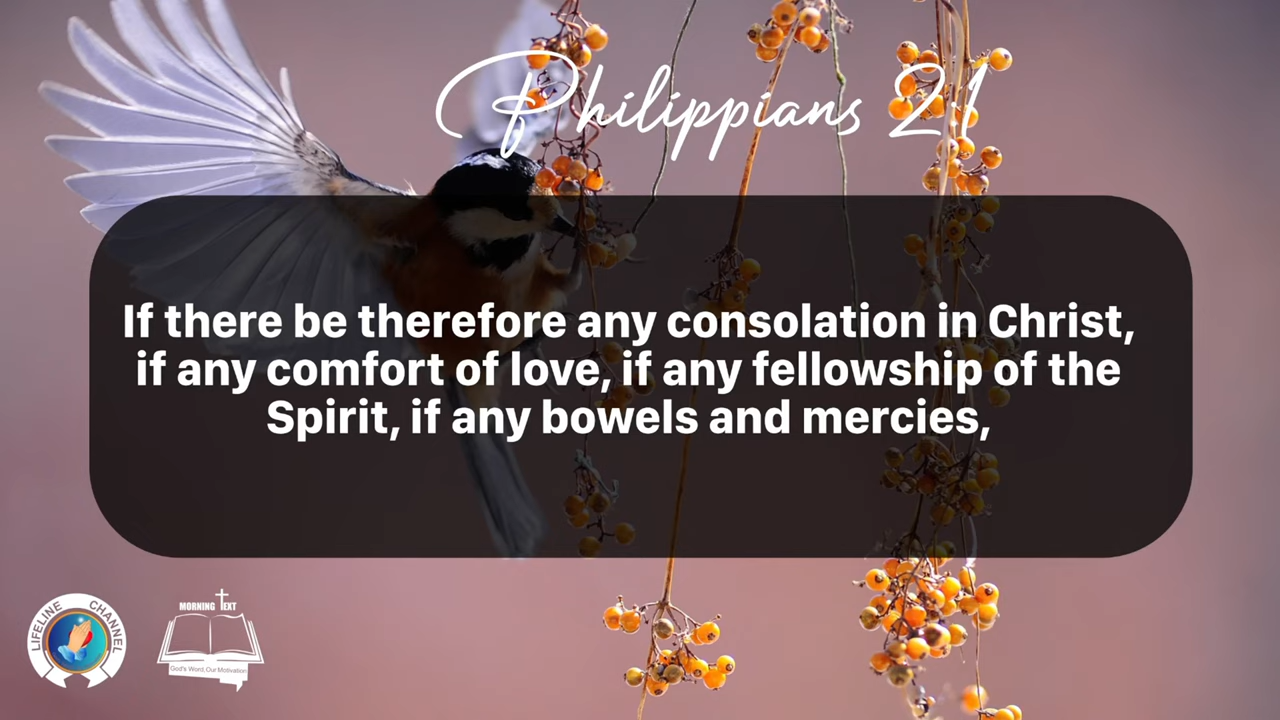 Philippians 2:1
If there be therefore any consolation in Christ,
if any comfort of love, if any fellowship of the
Spirit, if any bowels and mercies,
LIFELINE CHANNEL
MORNING TEXT
God's Word, Our Motivation